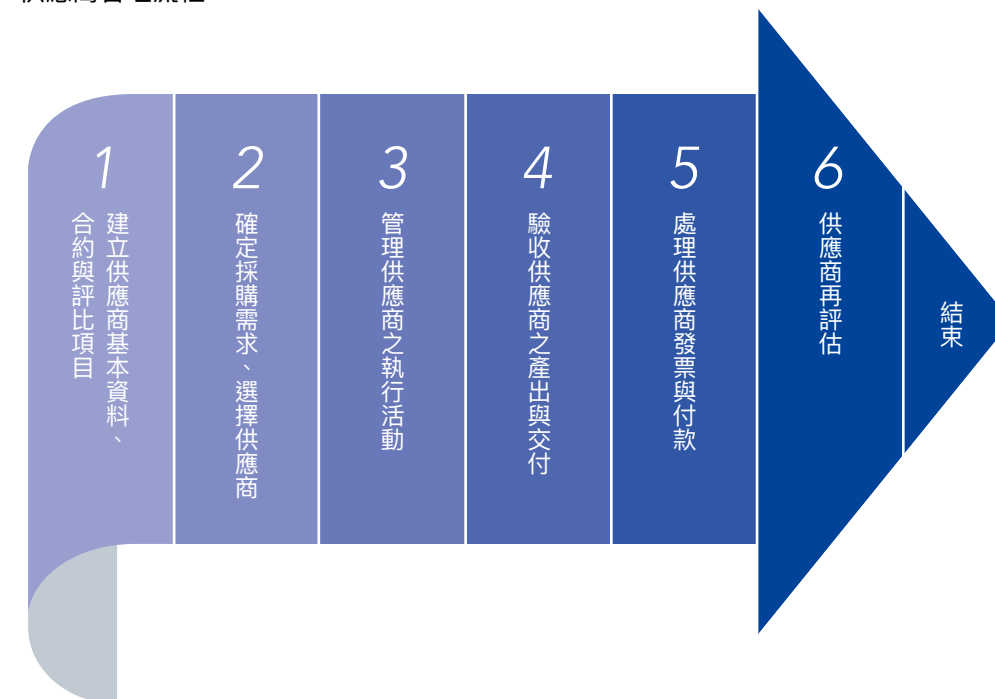 1
建立供應商基本資料、
合約與評比項目
2
確定採購需求、選擇供應商
3
管理供應商之執行活動
4
驗收供應商之產出與交付
5
處理供應商發票與付款
6
供應商再評估
結束